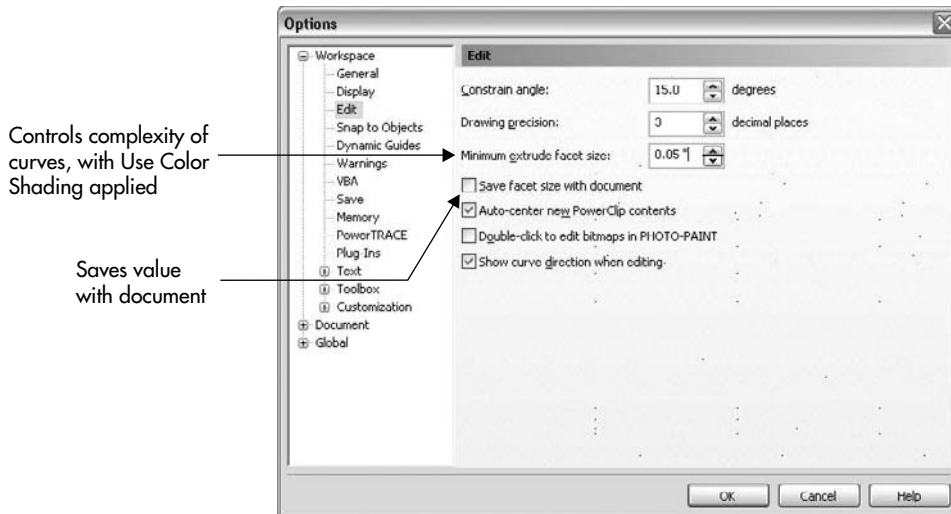 Options
Workspace
General
Display
Edit
Snap to Objects
Dynamic Guides
Warnings
VBA
Save
Memory
PowerTRACE
Plug-Ins
Text
Toolbox
Customization
Document
Global
Edit
Constrain angle: 15.0 degrees
Drawing precision: 3 decimal places
Minimum extrude facet size: 0.05 "
Save facet size with document
Auto-center new PowerClip contents
Double-click to edit bitmaps in PHOTO-PAINT
Show curve direction when editing
OK Cancel Help
Controls complexity of
curves, with Use Color
Shading applied
Saves value
with document